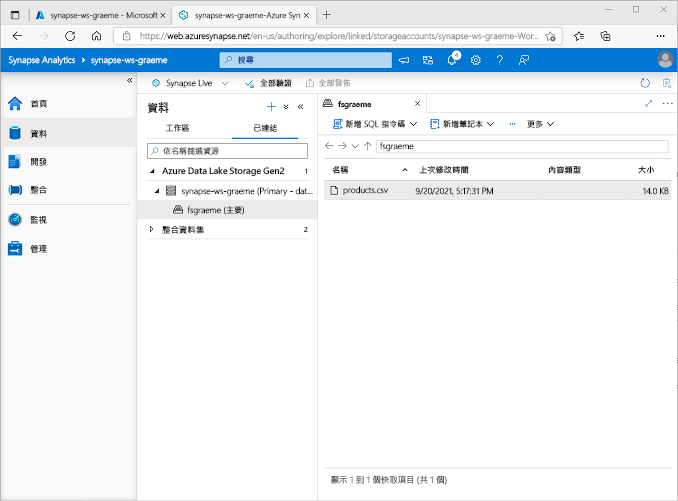 synapse-ws-graeme - Microsoft
synapse-ws-graeme-Azure Syn
https://web.azuresynapse.net/en-us/authoring/explore/linked/storageaccounts/synapse-ws-graeme-Wor...
Synapse Analytics
synapse-ws-graeme
搜尋
4
Synapse Live
全部驗證
全部發佈
首頁
資料
開發
整合
監視
管理
資料
工作區
已連結
依名稱篩選資源
Azure Data Lake Storage Gen2 1
synapse-ws-graeme (Primary - dat...
fsgraeme (主要)
整合資料集 2
fsgraeme
新增 SQL 指令碼
新增筆記本
更多
fsgraeme
名稱 上次修改時間 內容類型 大小
products.csv 9/20/2021, 5:17:31 PM 14.0 KB
顯示 1 到 1 個快取項目 (共 1 個)